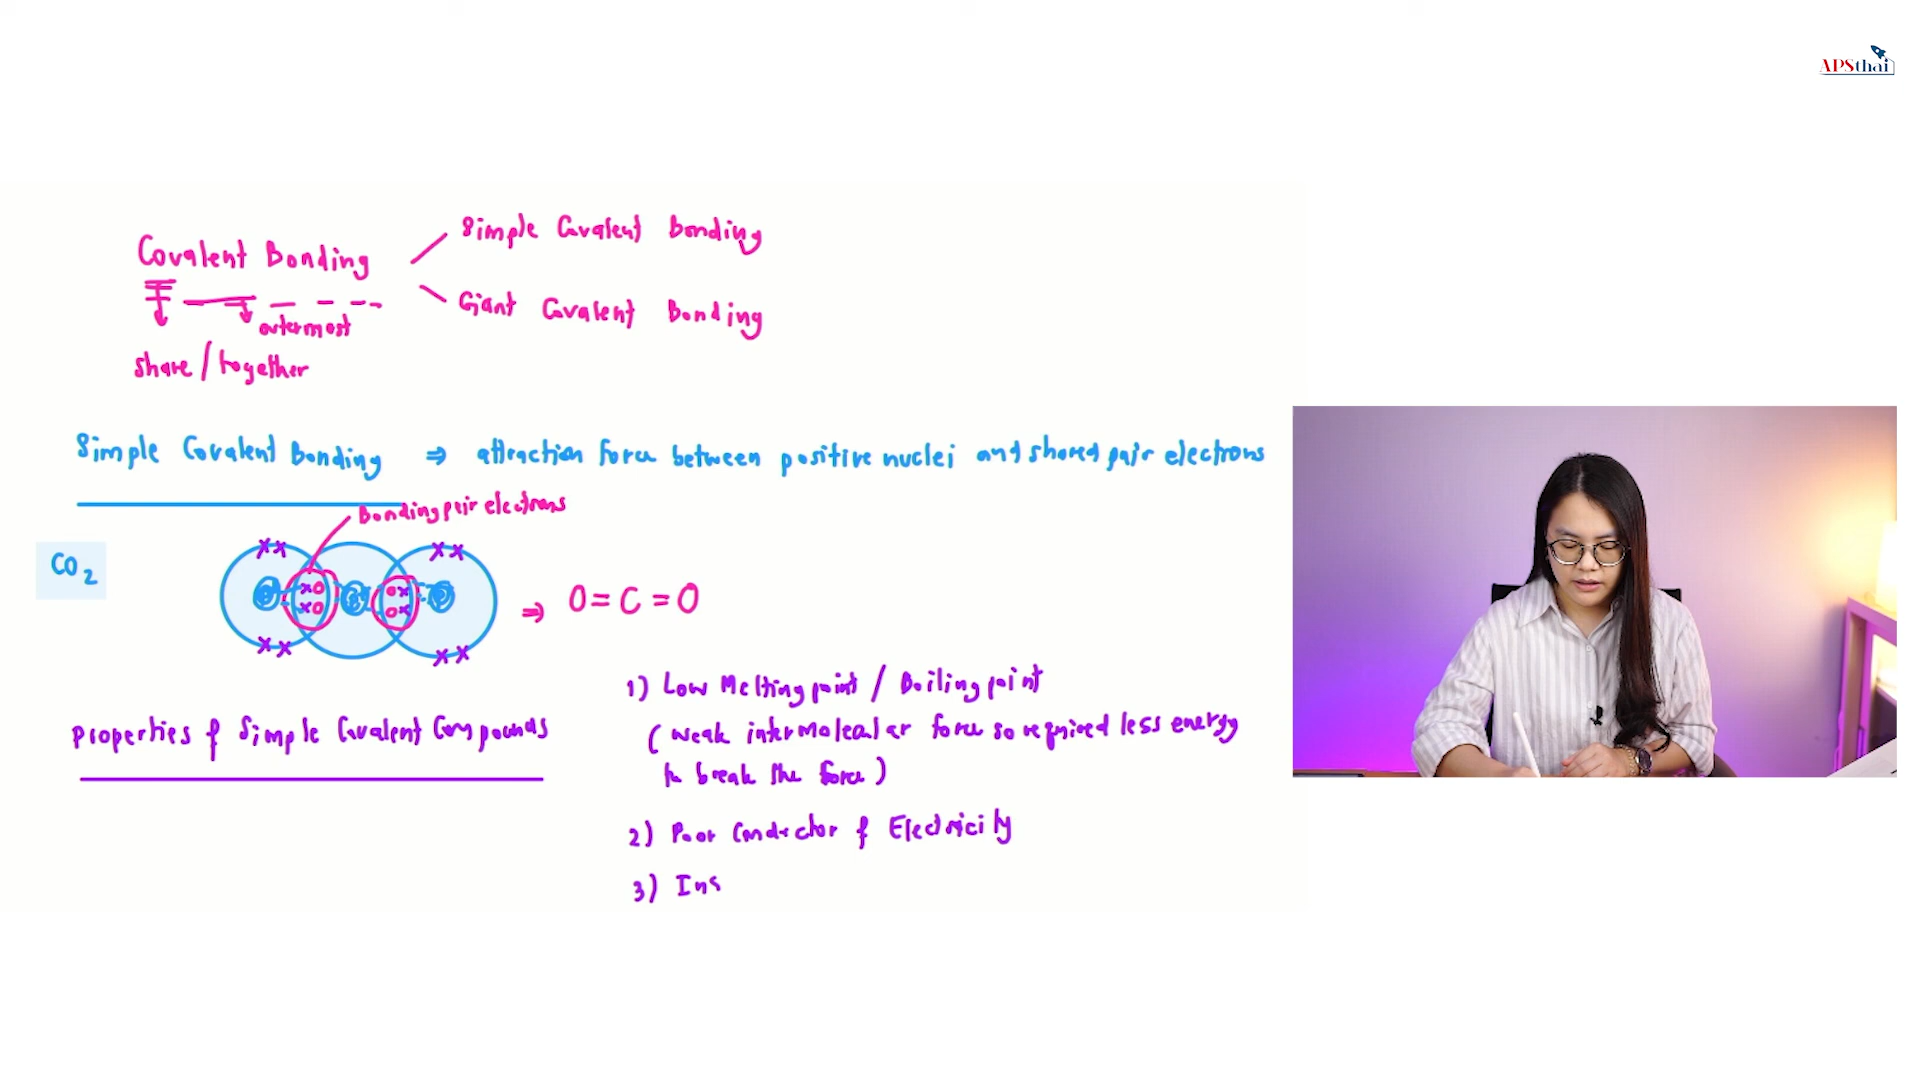 APSthai
Covalent Bonding
Simple Covalent Bonding
Giant Covalent Bonding
outermost
share / together
Simple Covalent Bonding ⇒ attraction force between positive nuclei and shared pair electrons
Bonding pair electrons
CO2
⇒ O=C=O
Properties of Simple Covalent Compounds
1) Low Melting point / Boiling point
(weak intermolecular force so required less energy
to break the force)
2) Poor Conductor of Electricity
3) Ins